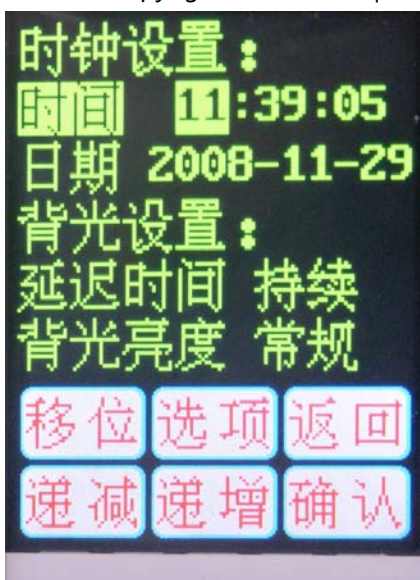 时钟设置：
时间 11:39:05
日期 2008-11-29
背光设置：
延迟时间 持续
背光亮度 常规
移位 选项 返回
递减 递增 确认